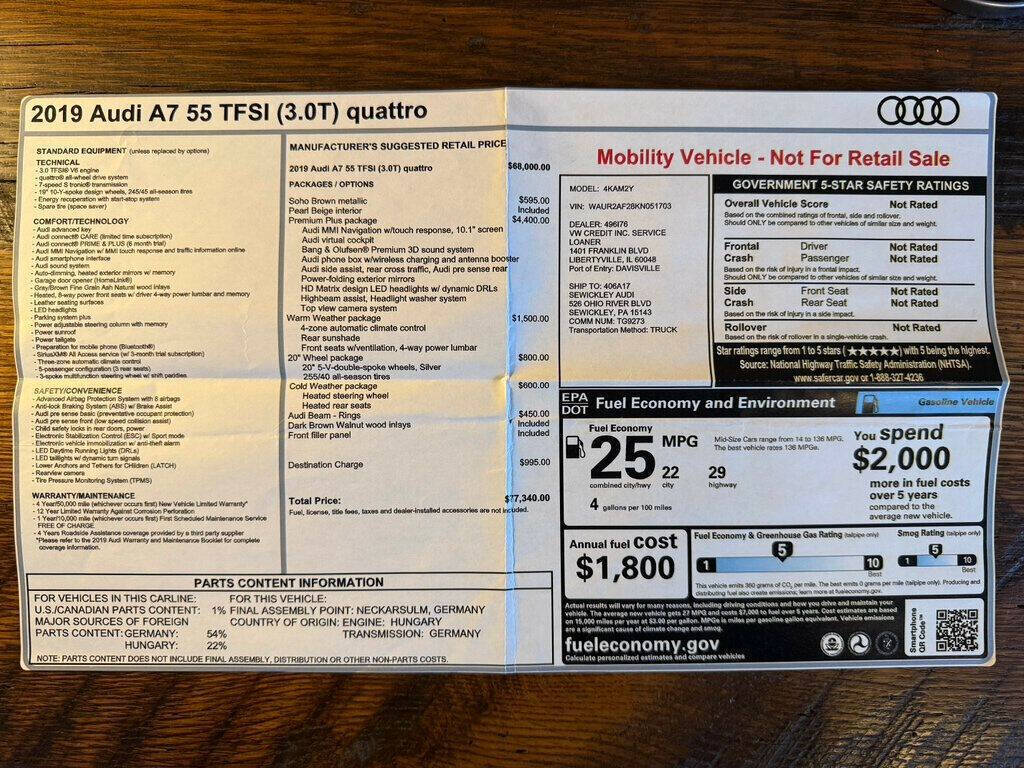 2019 Audi A7 55 TFSI (3.0T) quattro
STANDARD EQUIPMENT (unless replaced by options)
TECHNICAL
- 3.0 TFSI® V6 engine
- quattro® all-wheel drive system
- 7-speed S tronic® transmission
- 19" 10-Y-spoke design wheels, 245/45 all-season tires
- Energy recuperation with start-stop system
- Spare tire (space saver)
COMFORT/TECHNOLOGY
- Audi advanced key
- Audi connect® CARE (limited time subscription)
- Audi connect® PRIME & PLUS (6 month trial)
- Audi MMI Navigation w/ MMI touch response and traffic information online
- Audi smartphone interface
- Audi sound system
- Auto-dimming, heated exterior mirrors w/ memory
- Garage door opener (HomeLink®)
- Gray/Brown Fine Grain Ash Natural wood inlays
- Heated, 8-way power front seats w/ driver 4-way power lumbar and memory
- Leather seating surfaces
- LED headlights
- Parking system plus
- Power adjustable steering column with memory
- Power sunroof
- Power tailgate
- Preparation for mobile phone (Bluetooth®)
- SiriusXM® All Access service (w/ 3-month trial subscription)
- Three-zone automatic climate control
- 5-passenger configuration (3 rear seats)
- 3-spoke multifunction steering wheel w/ shift paddles
SAFETY/CONVENIENCE
- Advanced Airbag Protection System with 8 airbags
- Anti-lock Braking System (ABS) w/ Brake Assist
- Audi pre sense basic (preventative occupant protection)
- Audi pre sense front (low speed collision assist)
- Child safety locks in rear doors, power
- Electronic Stabilization Control (ESC) w/ Sport mode
- Electronic vehicle immobilization w/ anti-theft alarm
- LED Daytime Running Lights (DRLs)
- LED taillights w/ dynamic turn signals
- Lower Anchors and Tethers for Children (LATCH)
- Rearview camera
- Tire Pressure Monitoring System (TPMS)
WARRANTY/MAINTENANCE
- 4 Year/50,000 mile (whichever occurs first) New Vehicle Limited Warranty*
- 12 Year Limited Warranty Against Corrosion Perforation
- 1 Year/10,000 mile (whichever occurs first) First Scheduled Maintenance Service
FREE OF CHARGE
- 4 Years Roadside Assistance coverage provided by a third party supplier
*Please refer to the 2019 Audi Warranty and Maintenance Booklet for complete
coverage information.
MANUFACTURER'S SUGGESTED RETAIL PRICE
2019 Audi A7 55 TFSI (3.0T) quattro $68,000.00
PACKAGES / OPTIONS
Soho Brown metallic $595.00
Pearl Beige interior Included
Premium Plus package $4,400.00
Audi MMI Navigation w/touch response, 10.1" screen
Audi virtual cockpit
Bang & Olufsen® Premium 3D sound system
Audi phone box w/wireless charging and antenna booster
Audi side assist, rear cross traffic, Audi pre sense rear
Power-folding exterior mirrors
HD Matrix design LED headlights w/ dynamic DRLs
Highbeam assist, Headlight washer system
Top view camera system
Warm Weather package $1,500.00
4-zone automatic climate control
Rear sunshade
Front seats w/ventilation, 4-way power lumbar
20" Wheel package $800.00
20" 5-V-double-spoke wheels, Silver
255/40 all-season tires
Cold Weather package $600.00
Heated steering wheel
Heated rear seats
Audi Beam - Rings $450.00
Dark Brown Walnut wood inlays Included
Front filler panel Included
Destination Charge $995.00
Total Price: $77,340.00
Fuel, license, title fees, taxes and dealer-installed accessories are not included.
PARTS CONTENT INFORMATION
FOR VEHICLES IN THIS CARLINE:
U.S./CANADIAN PARTS CONTENT: 1%
MAJOR SOURCES OF FOREIGN
PARTS CONTENT: GERMANY: 54%
HUNGARY: 22%
FOR THIS VEHICLE:
FINAL ASSEMBLY POINT: NECKARSULM, GERMANY
COUNTRY OF ORIGIN: ENGINE: HUNGARY
TRANSMISSION: GERMANY
NOTE: PARTS CONTENT DOES NOT INCLUDE FINAL ASSEMBLY, DISTRIBUTION OR OTHER NON-PARTS COSTS.
Mobility Vehicle - Not For Retail Sale
MODEL: 4KAM2Y
VIN: WAUR2AF28KN051703
DEALER: 496I76
VW CREDIT INC. SERVICE
LOANER
1401 FRANKLIN BLVD
LIBERTYVILLE, IL 60048
Port of Entry: DAVISVILLE
SHIP TO: 406A17
SEWICKLEY AUDI
526 OHIO RIVER BLVD
SEWICKLEY, PA 15143
COMM NUM: TG9273
Transportation Method: TRUCK
GOVERNMENT 5-STAR SAFETY RATINGS
Overall Vehicle Score Not Rated
Based on the combined ratings of frontal, side and rollover.
Should ONLY be compared to other vehicles of similar size and weight.
Frontal Driver Not Rated
Crash Passenger Not Rated
Based on the risk of injury in a frontal impact.
Should ONLY be compared to other vehicles of similar size and weight.
Side Front Seat Not Rated
Crash Rear Seat Not Rated
Based on the risk of injury in a side impact.
Rollover Not Rated
Based on the risk of rollover in a single-vehicle crash.
Star ratings range from 1 to 5 stars (★★★★★) with 5 being the highest.
Source: National Highway Traffic Safety Administration (NHTSA).
www.safercar.gov or 1-888-327-4236
EPA
DOT
Fuel Economy and Environment
Gasoline Vehicle
Fuel Economy
25 MPG
combined city/hwy
22
city
29
highway
4 gallons per 100 miles
Mid-Size Cars range from 14 to 136 MPG.
The best vehicle rates 136 MPGe.
You spend
$2,000
more in fuel costs
over 5 years
compared to the
average new vehicle.
Annual fuel cost
$1,800
Fuel Economy & Greenhouse Gas Rating (tailpipe only)
1
5
10
Best
Smog Rating (tailpipe only)
1
5
10
Best
This vehicle emits 360 grams of CO₂ per mile. The best emits 0 grams per mile (tailpipe only). Producing and
distributing fuel also create emissions; learn more at fueleconomy.gov.
Actual results will vary for many reasons, including driving conditions and how you drive and maintain your
vehicle. The average new vehicle gets 27 MPG and costs $7,000 to fuel over 5 years. Cost estimates are based
on 15,000 miles per year at $3.00 per gallon. MPGe is miles per gasoline gallon equivalent. Vehicle emissions
are a significant cause of climate change and smog.
fueleconomy.gov
Calculate personalized estimates and compare vehicles
Smartphone
QR Code™